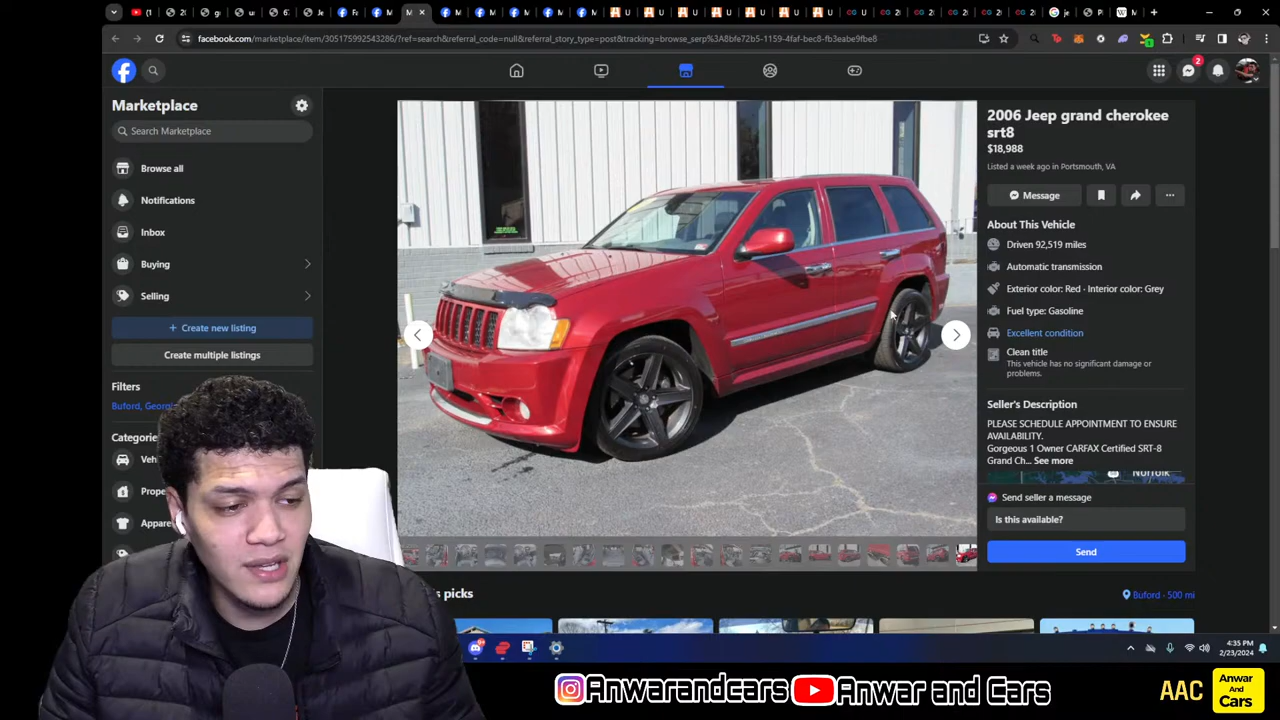 facebook.com/marketplace/item/305175992543286/?ref=search&referral_code=null&referral_story_type=post&tracking=browse_serp%3A8bfe72b5-1159-4faf-bec8-fb3eabe9fbe8
2
Marketplace
Search Marketplace
Browse all
Notifications
Inbox
Buying
Selling
+ Create new listing
Create multiple listings
Filters
Buford, Georgi
Categor
Veh
Prope
Appare
2006 Jeep grand cherokee
srt8
$18,988
Listed a week ago in Portsmouth, VA
Message
About This Vehicle
Driven 92,519 miles
Automatic transmission
Exterior color: Red · Interior color: Grey
Fuel type: Gasoline
Excellent condition
Clean title
This vehicle has no significant damage or
problems.
Seller's Description
PLEASE SCHEDULE APPOINTMENT TO ENSURE
AVAILABILITY.
Gorgeous 1 Owner CARFAX Certified SRT-8
Grand Ch... See more
Norfolk
Send seller a message
Is this available?
Send
s picks
Buford · 500 mi
4:35 PM
2/23/2024
@Anwarandcars
Anwar and Cars
AAC
Anwar
And
Cars